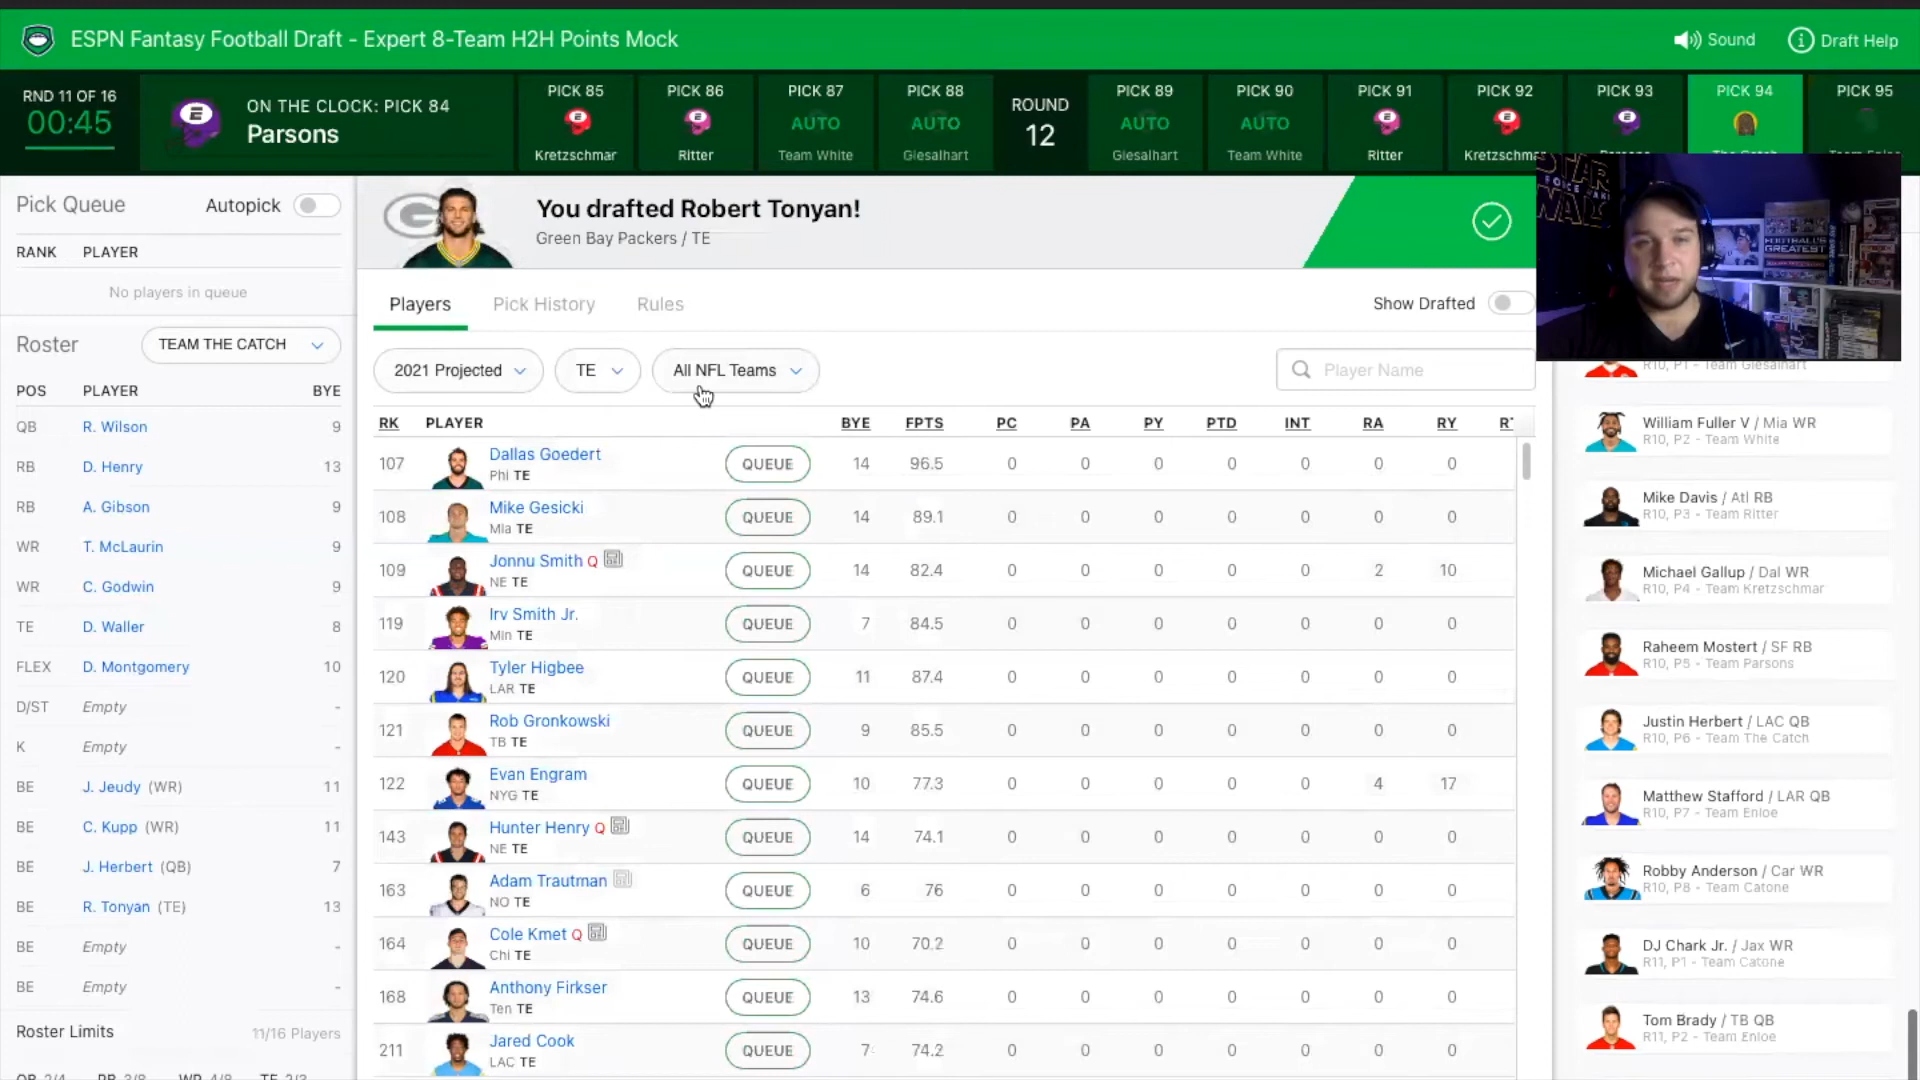 ESPN Fantasy Football Draft - Expert 8-Team H2H Points Mock
Sound
Draft Help
RND 11 OF 16
00:45
ON THE CLOCK: PICK 84
Parsons
PICK 85
Kretzschmar
PICK 86
Ritter
PICK 87
AUTO
Team White
PICK 88
AUTO
Giesalhart
ROUND
12
PICK 89
AUTO
Giesalhart
PICK 90
AUTO
Team White
PICK 91
Ritter
PICK 92
Kretzschmar
PICK 93
PICK 94
PICK 95
Pick Queue
Autopick
RANK PLAYER
No players in queue
Roster
TEAM THE CATCH
POS PLAYER BYE
QB R. Wilson 9
RB D. Henry 13
RB A. Gibson 9
WR T. McLaurin 9
WR C. Godwin 9
TE D. Waller 8
FLEX D. Montgomery 10
D/ST Empty -
K Empty -
BE J. Jeudy (WR) 11
BE C. Kupp (WR) 11
BE J. Herbert (QB) 7
BE R. Tonyan (TE) 13
BE Empty -
BE Empty -
Roster Limits 11/16 Players
You drafted Robert Tonyan!
Green Bay Packers / TE
Players
Pick History
Rules
Show Drafted
2021 Projected
TE
All NFL Teams
Player Name
RK PLAYER BYE FPTS PC PA PY PTD INT RA RY
107 Dallas Goedert Phi TE QUEUE 14 96.5 0 0 0 0 0 0 0
108 Mike Gesicki Mia TE QUEUE 14 89.1 0 0 0 0 0 0 0
109 Jonnu Smith Q NE TE QUEUE 14 82.4 0 0 0 0 0 2 10
119 Irv Smith Jr. Min TE QUEUE 7 84.5 0 0 0 0 0 0 0
120 Tyler Higbee LAR TE QUEUE 11 87.4 0 0 0 0 0 0 0
121 Rob Gronkowski TB TE QUEUE 9 85.5 0 0 0 0 0 0 0
122 Evan Engram NYG TE QUEUE 10 77.3 0 0 0 0 0 4 17
143 Hunter Henry Q NE TE QUEUE 14 74.1 0 0 0 0 0 0 0
163 Adam Trautman NO TE QUEUE 6 76 0 0 0 0 0 0 0
164 Cole Kmet Q Chi TE QUEUE 10 70.2 0 0 0 0 0 0 0
168 Anthony Firkser Ten TE QUEUE 13 74.6 0 0 0 0 0 0 0
211 Jared Cook LAC TE QUEUE 7 74.2 0 0 0 0 0 0 0
STAR
WA
FOOTBALL'S
GREATEST
R10, P1 - Team Giesalhart
William Fuller V / Mia WR
R10, P2 - Team White
Mike Davis / Atl RB
R10, P3 - Team Ritter
Michael Gallup / Dal WR
R10, P4 - Team Kretzschmar
Raheem Mostert / SF RB
R10, P5 - Team Parsons
Justin Herbert / LAC QB
R10, P6 - Team The Catch
Matthew Stafford / LAR QB
R10, P7 - Team Enloe
Robby Anderson / Car WR
R10, P8 - Team Catone
DJ Chark Jr. / Jax WR
R11, P1 - Team Catone
Tom Brady / TB QB
R11, P2 - Team Enloe